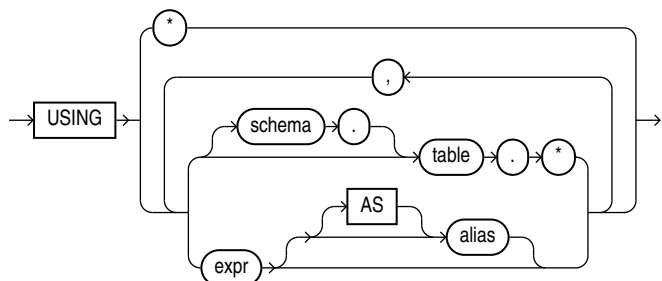 *
,
USING
schema .
table . *
AS
alias
expr